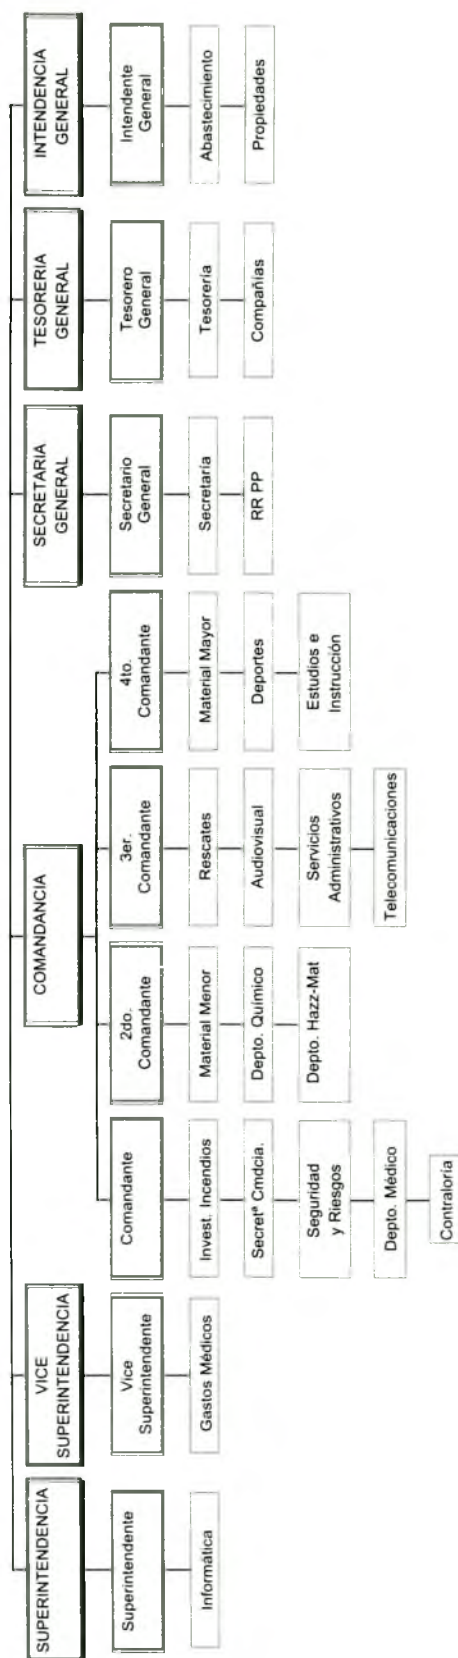 SUPERINTENDENCIA
Superintendente
Informática
VICE
SUPERINTENDENCIA
Vice
Superintendente
Gastos Médicos
COMANDANCIA
Comandante
Invest. Incendios
Secretª Cmdcia.
Seguridad
y Riesgos
Depto. Médico
Contraloría
2do.
Comandante
Material Menor
Depto. Químico
Depto. Hazz-Mat
3er.
Comandante
Rescates
Audiovisual
Servicios
Administrativos
Telecomunicaciones
4to.
Comandante
Material Mayor
Deportes
Estudios e
Instrucción
SECRETARIA
GENERAL
Secretario
General
Secretaría
RR PP
TESORERIA
GENERAL
Tesorero
General
Tesorería
Compañías
INTENDENCIA
GENERAL
Intendente
General
Abastecimiento
Propiedades